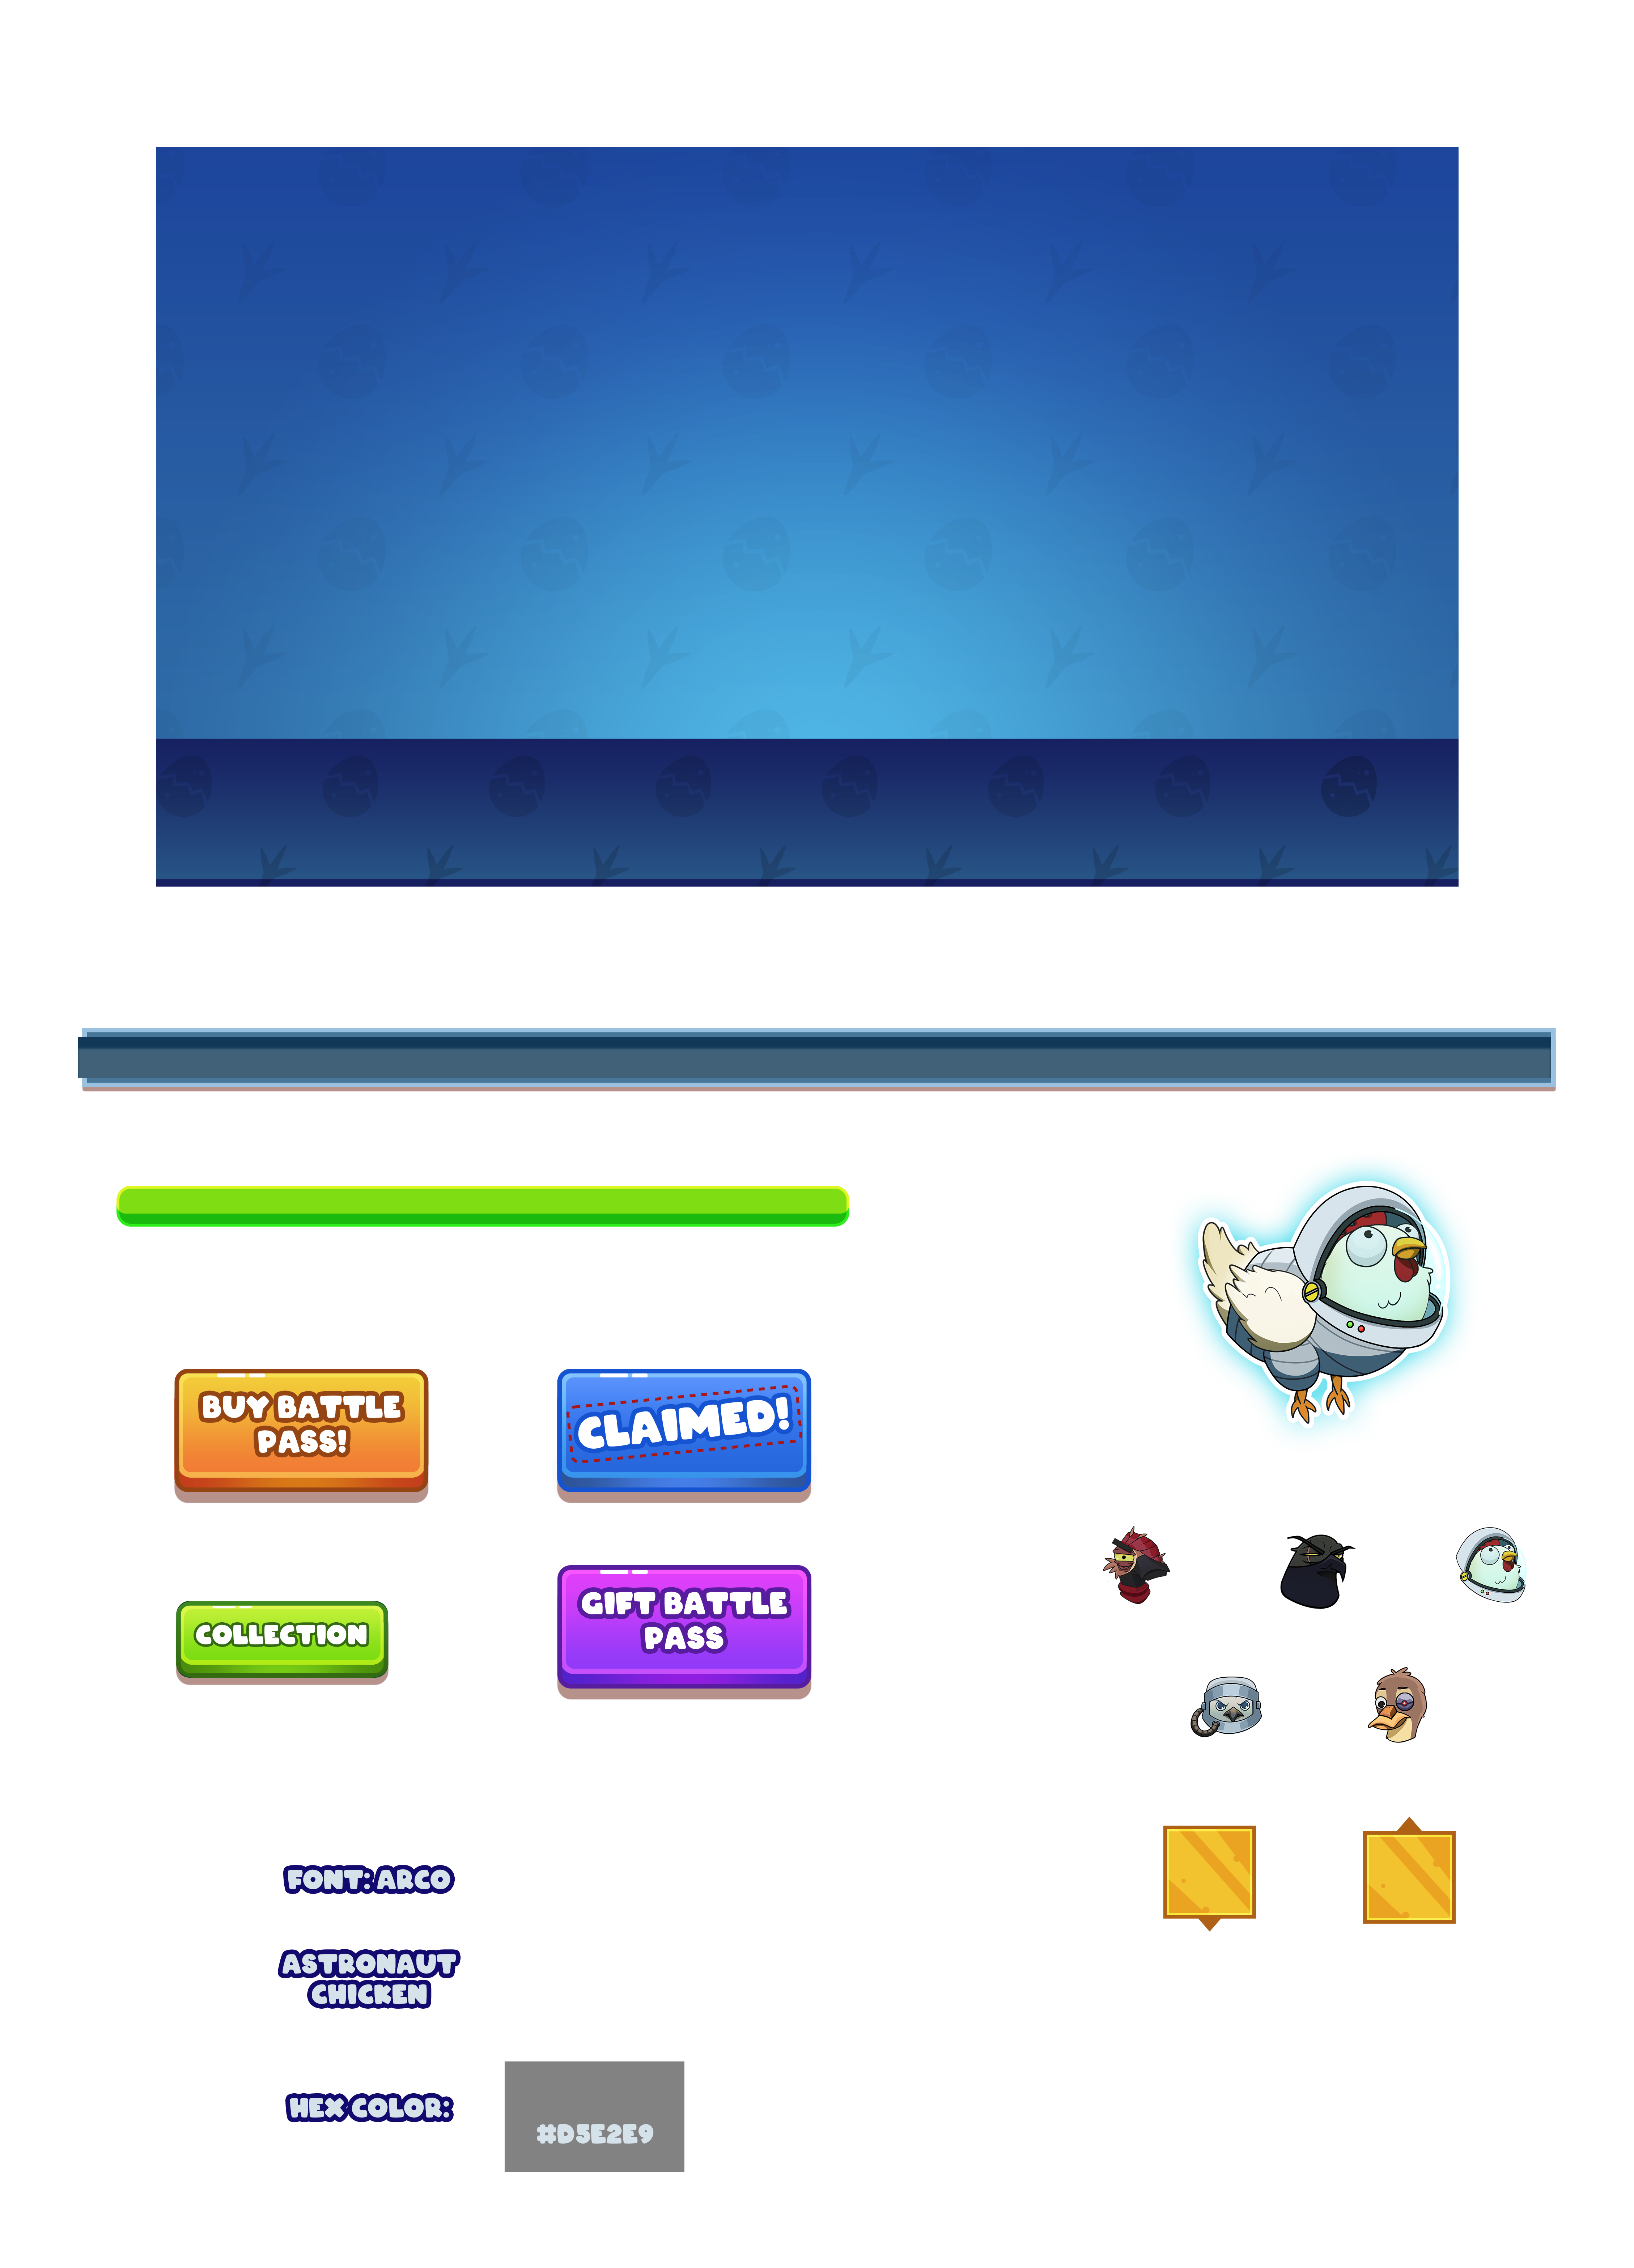 BUY BATTLE
PASS!
CLAIMED!
COLLECTION
GIFT BATTLE
PASS
FONT: ARCO
ASTRONAUT
CHICKEN
HEX COLOR:
#D5E2E9